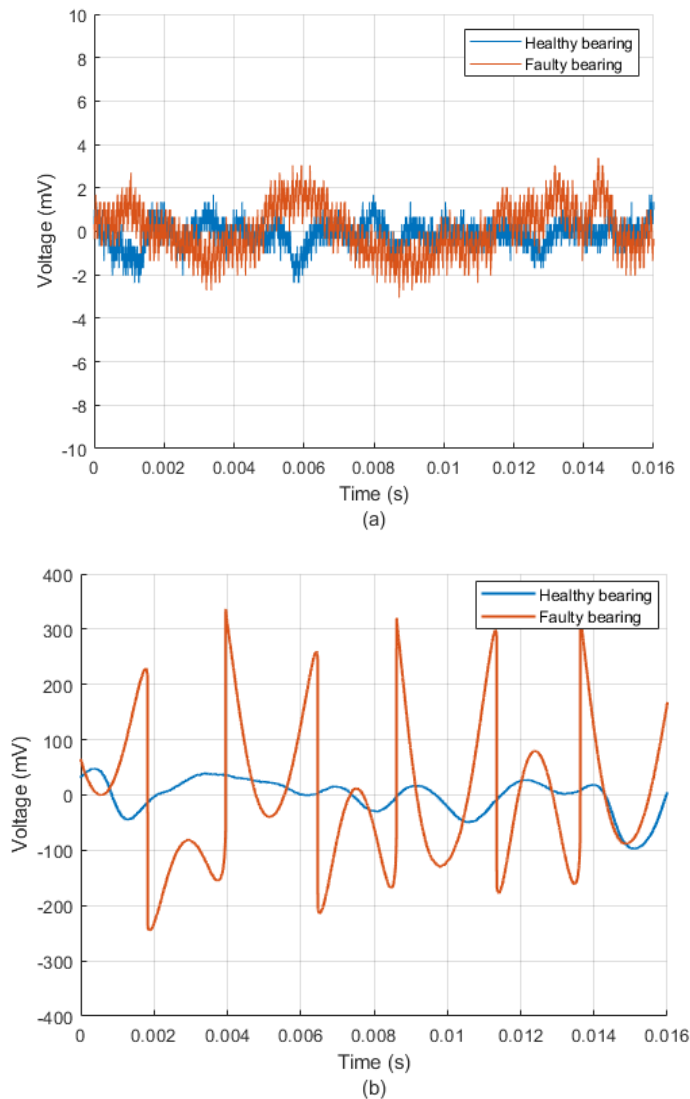 10
8
6
4
2
0
-2
-4
-6
-8
-10
Voltage (mV)
Healthy bearing
Faulty bearing
0 0.002 0.004 0.006 0.008 0.01 0.012 0.014 0.016
Time (s)
(a)
400
300
200
100
0
-100
-200
-300
-400
Voltage (mV)
Healthy bearing
Faulty bearing
0 0.002 0.004 0.006 0.008 0.01 0.012 0.014 0.016
Time (s)
(b)